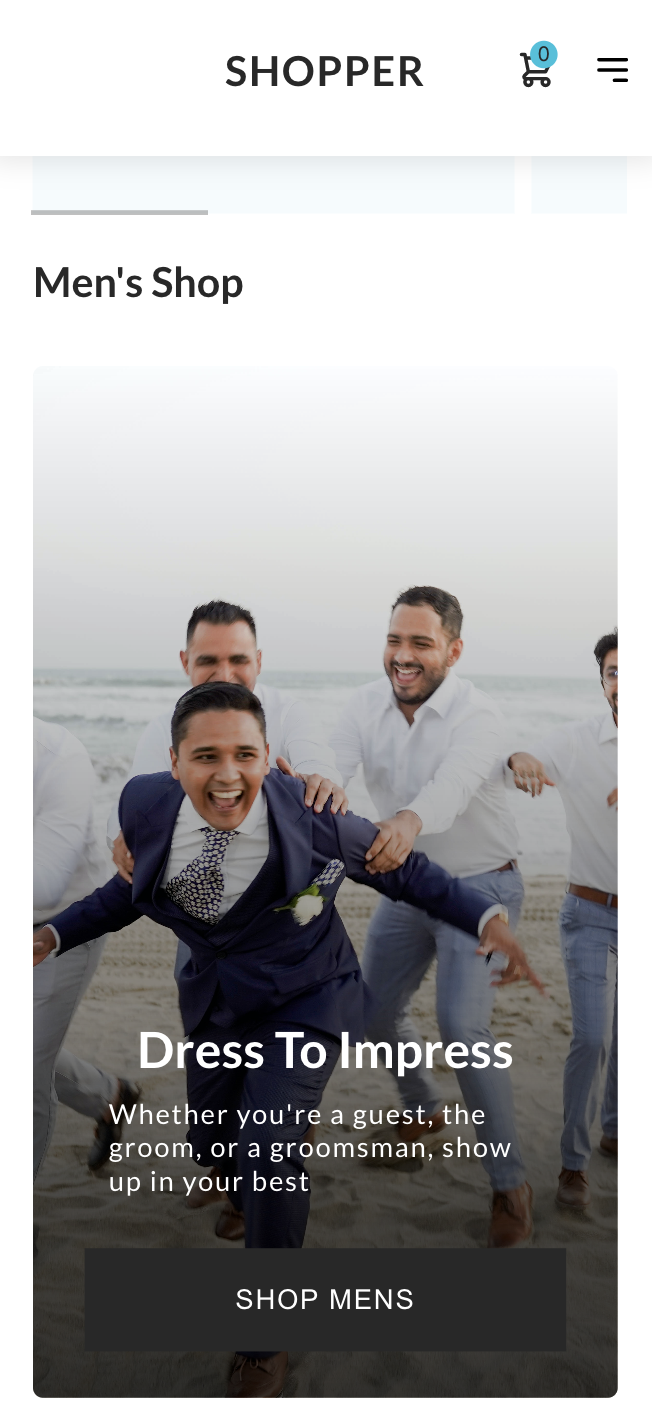 SHOPPER
0
Men's Shop
Dress To Impress
Whether you're a guest, the
groom, or a groomsman, show
up in your best
SHOP MENS